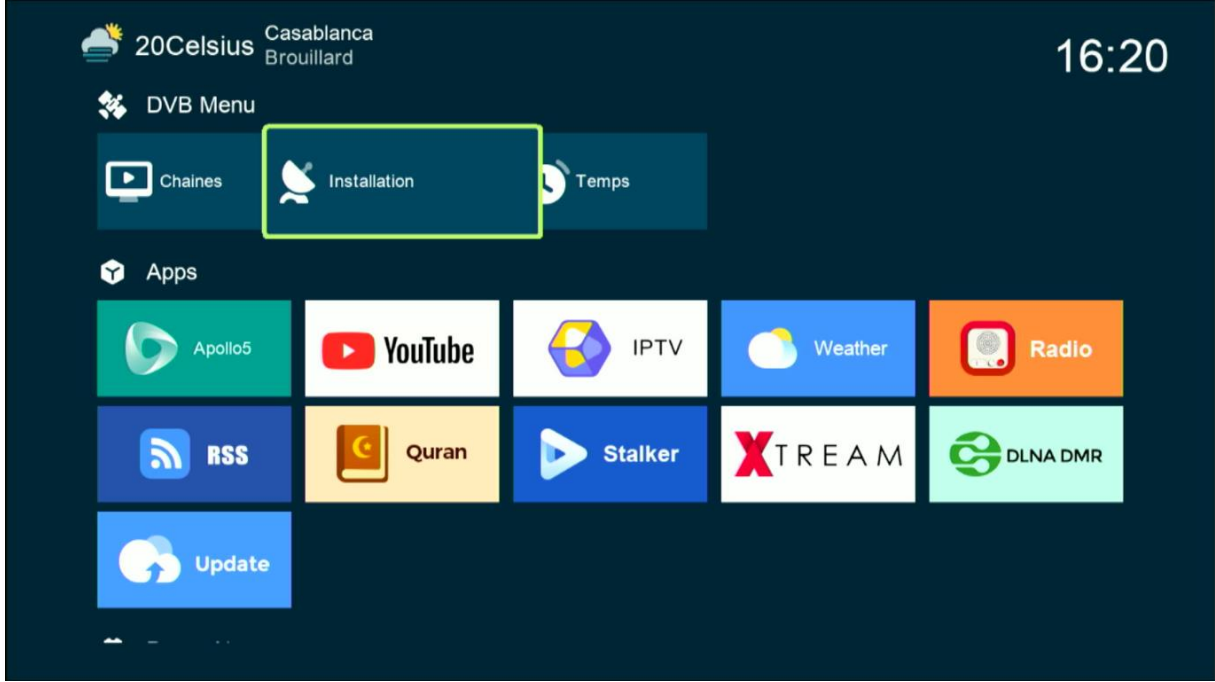 20Celsius
Casablanca
Brouillard
16:20
DVB Menu
Chaines
Installation
Temps
Apps
Apollo5
YouTube
IPTV
Weather
Radio
RSS
Quran
Stalker
XTREAM
DLNA DMR
Update